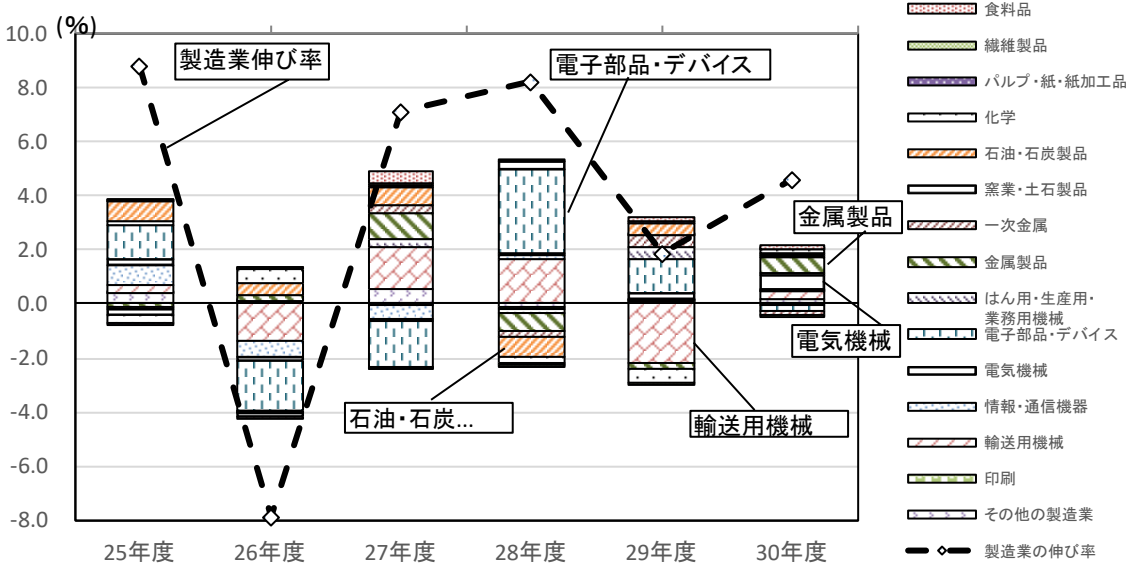 (%)
10.0
8.0
6.0
4.0
2.0
0.0
-2.0
-4.0
-6.0
-8.0
25年度
26年度
27年度
28年度
29年度
30年度
製造業伸び率
電子部品・デバイス
金属製品
電気機械
石油・石炭…
輸送用機械
食料品
繊維製品
パルプ・紙・紙加工品
化学
石油・石炭製品
窯業・土石製品
一次金属
金属製品
はん用・生産用・
業務用機械
電子部品・デバイス
電気機械
情報・通信機器
輸送用機械
印刷
その他の製造業
製造業の伸び率